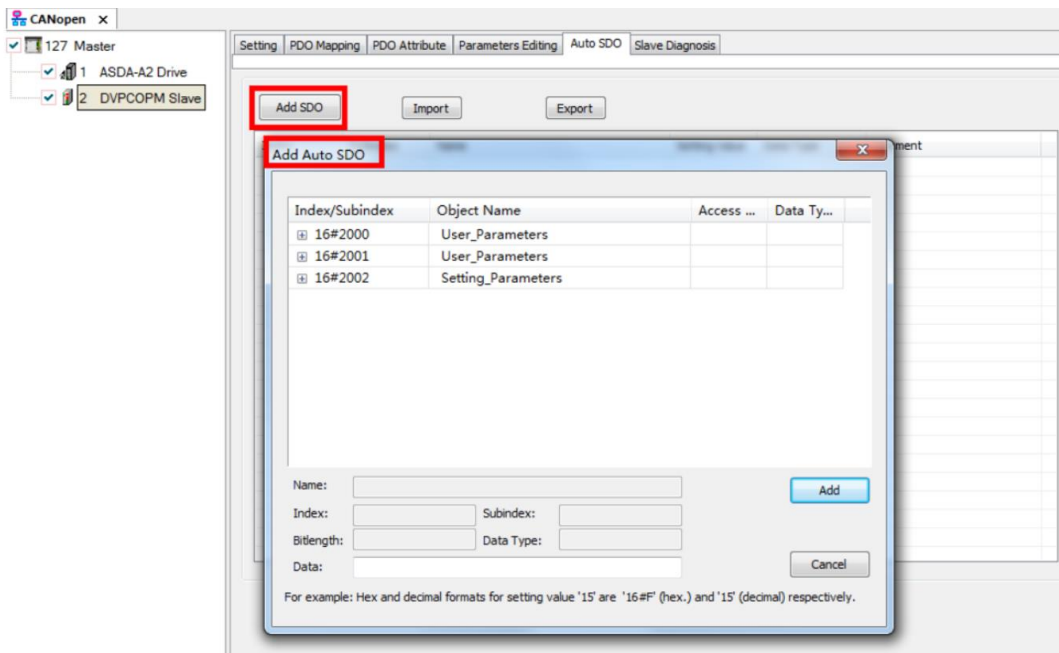 CANopen X
127 Master
1 ASDA-A2 Drive
2 DVPCOPM Slave
Setting PDO Mapping PDO Attribute Parameters Editing Auto SDO Slave Diagnosis
Add SDO Import Export
ment
Add Auto SDO
Index/Subindex Object Name Access ... Data Ty...
16#2000 User_Parameters
16#2001 User_Parameters
16#2002 Setting_Parameters
Name:
Add
Index: Subindex:
Bitlength: Data Type:
Data:
Cancel
For example: Hex and decimal formats for setting value '15' are '16#F' (hex.) and '15' (decimal) respectively.